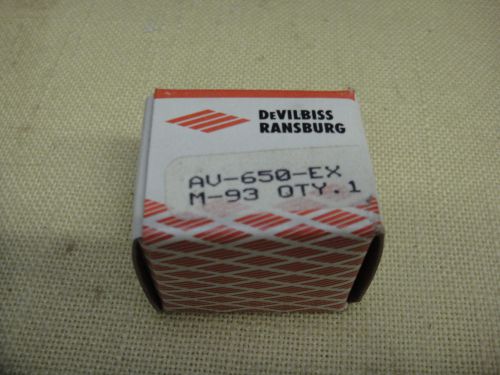 DeVILBISS
RANSBURG
AV-650-EX
M-93 QTY.1